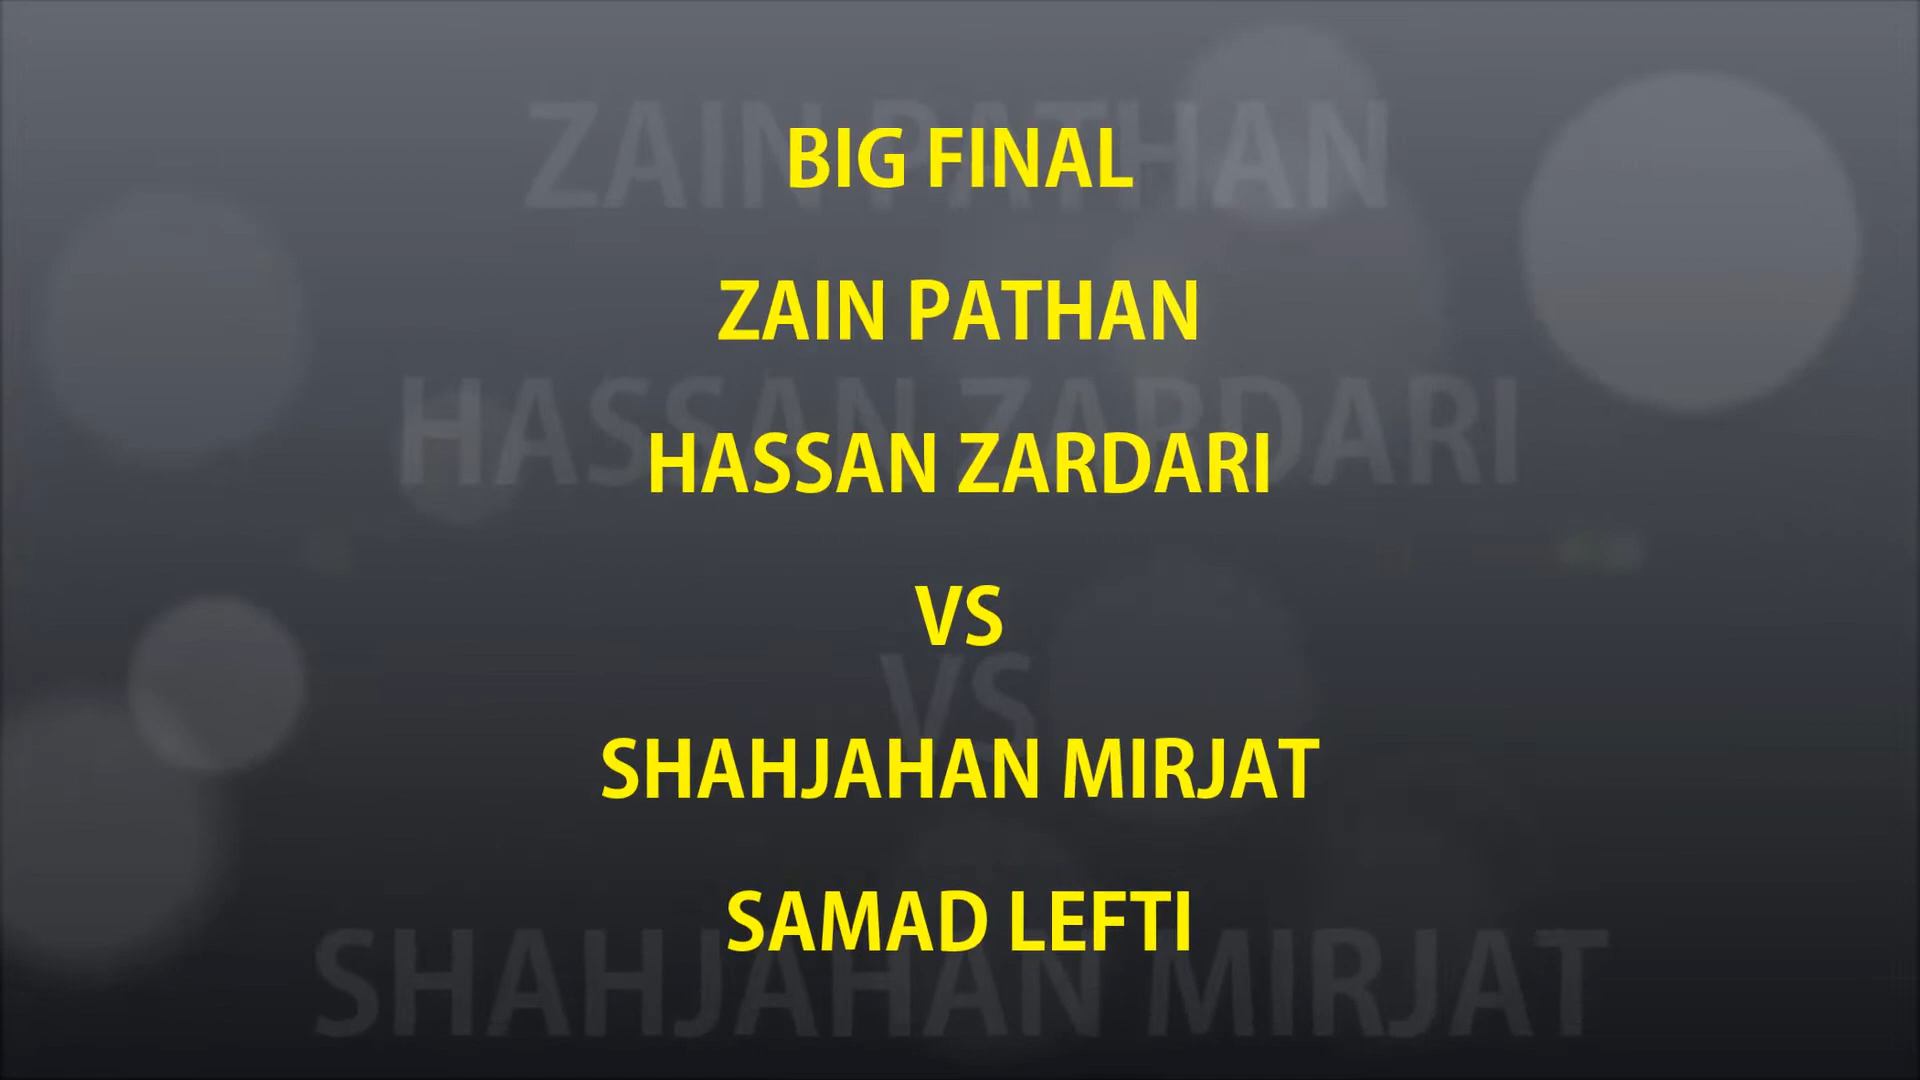 BIG FINAL
ZAIN PATHAN
HASSAN ZARDARI
VS
SHAHJAHAN MIRJAT
SAMAD LEFTI